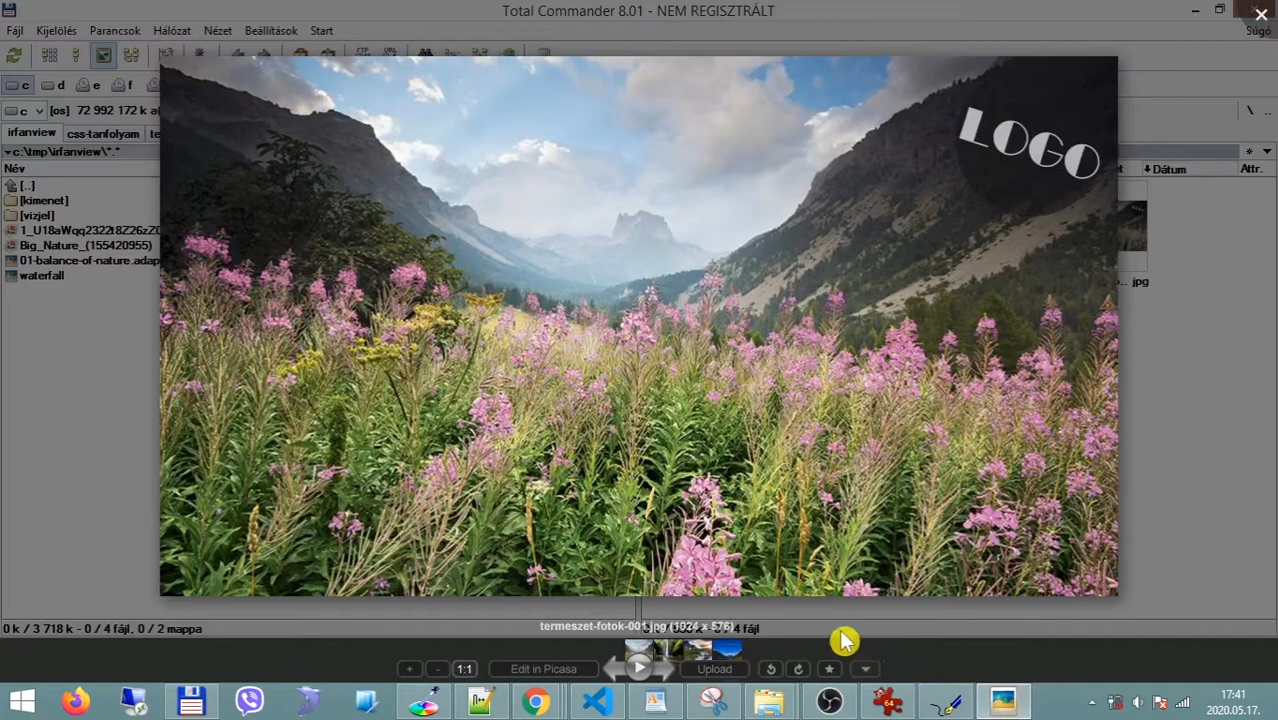 Total Commander 8.01 - NEM REGISZTRÁLT
Fájl Kijelölés Parancsok Hálózat Nézet Beállítások Start Súgó
FTP URL
c d e f
c [os] 72 992 172 k \ ..
irfanview css-tanfolyam
c:\tmp\irfanview\*.* *
Név Dátum Attr.
[..]
[kimenet]
[vizjel]
Big_Nature_(155420955)
01-balance-of-nature.adap
waterfall
jpg
LOGO
0 k / 3 718 k - 0 / 4 fájl, 0 / 2 mappa
termeszet-fotok-001.jpg (1024 x 576)
+ - 1:1 Edit in Picasa Upload
64
17:41
2020.05.17.